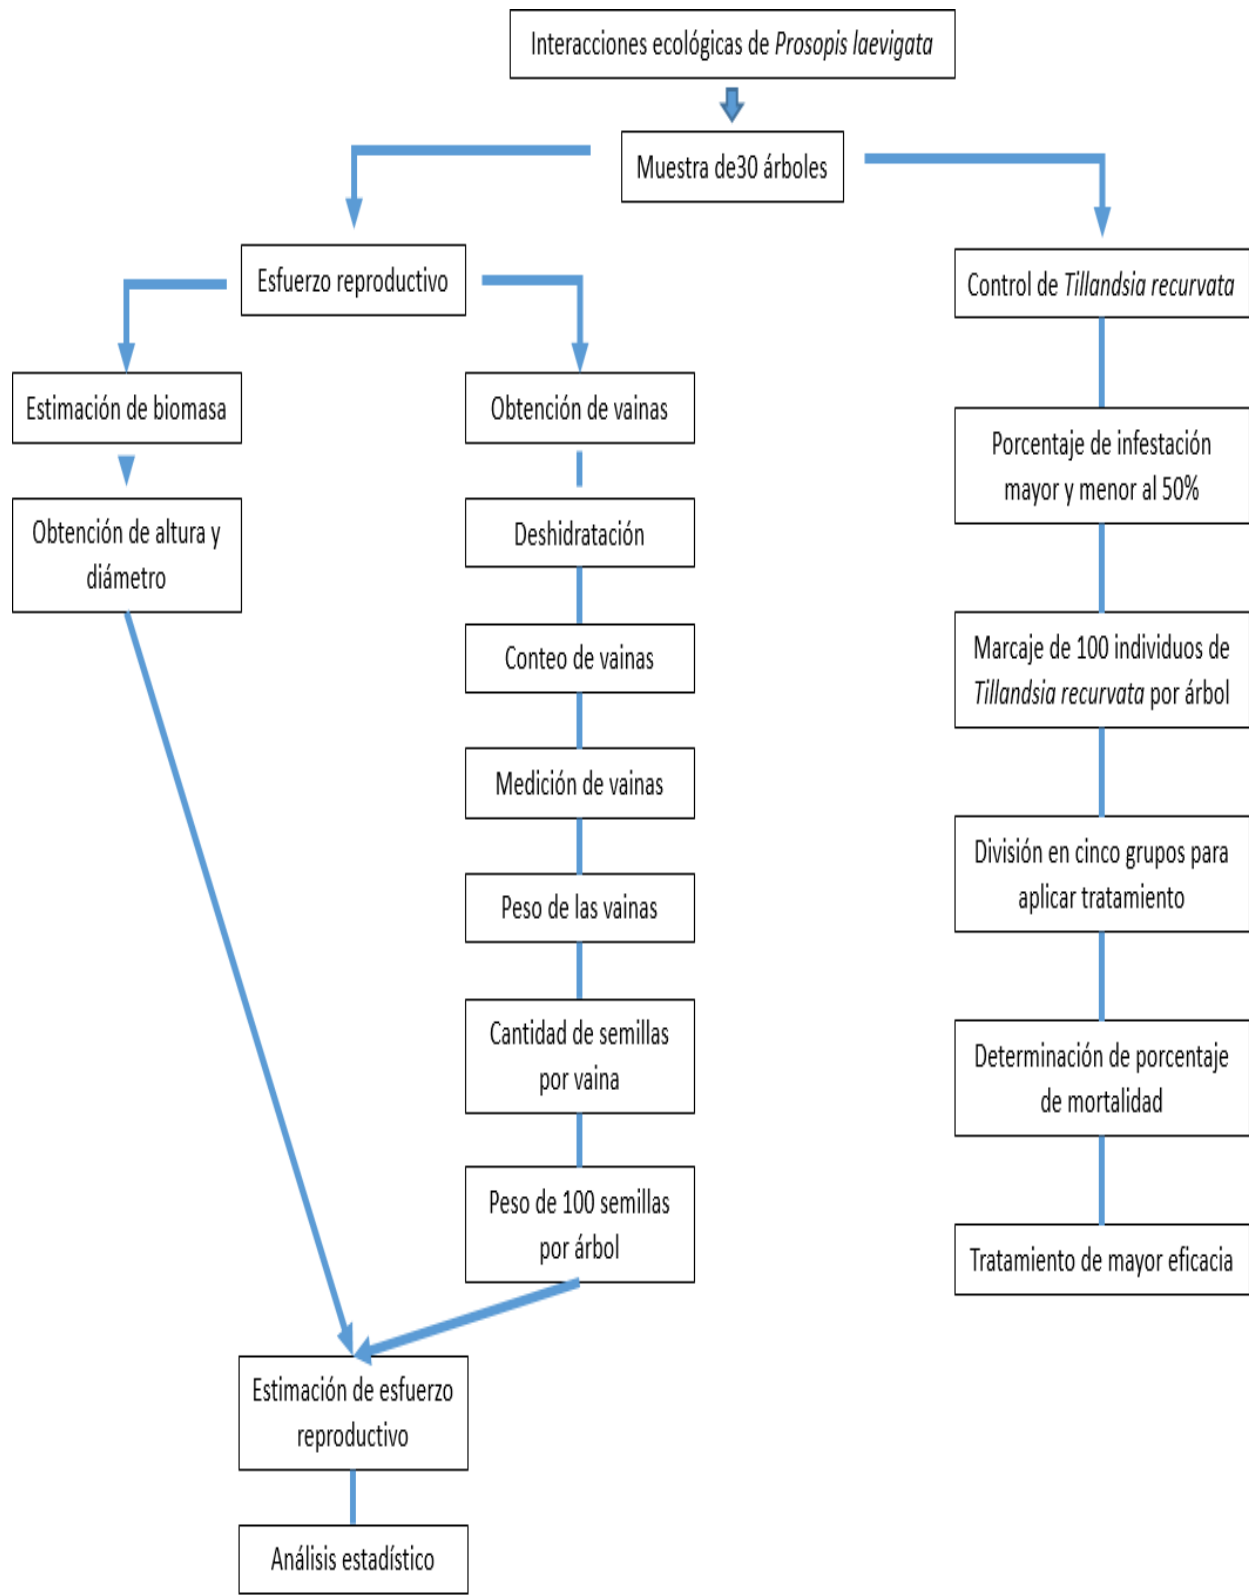 Interacciones ecológicas de Prosopis laevigata
Muestra de30 árboles
Esfuerzo reproductivo
Control de Tillandsia recurvata
Estimación de biomasa
Obtención de vainas
Porcentaje de infestación
mayor y menor al 50%
Obtención de altura y
diámetro
Deshidratación
Conteo de vainas
Marcaje de 100 individuos de
Tillandsia recurvata por árbol
Medición de vainas
División en cinco grupos para
aplicar tratamiento
Peso de las vainas
Cantidad de semillas
por vaina
Determinación de porcentaje
de mortalidad
Peso de 100 semillas
por árbol
Tratamiento de mayor eficacia
Estimación de esfuerzo
reproductivo
Análisis estadístico